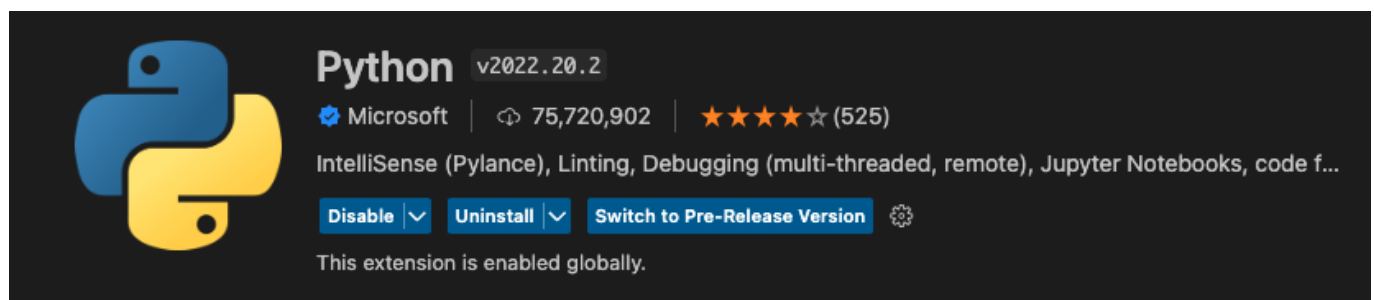 Python v2022.20.2
Microsoft 75,720,902 (525)
IntelliSense (Pylance), Linting, Debugging (multi-threaded, remote), Jupyter Notebooks, code f...
Disable Uninstall Switch to Pre-Release Version
This extension is enabled globally.